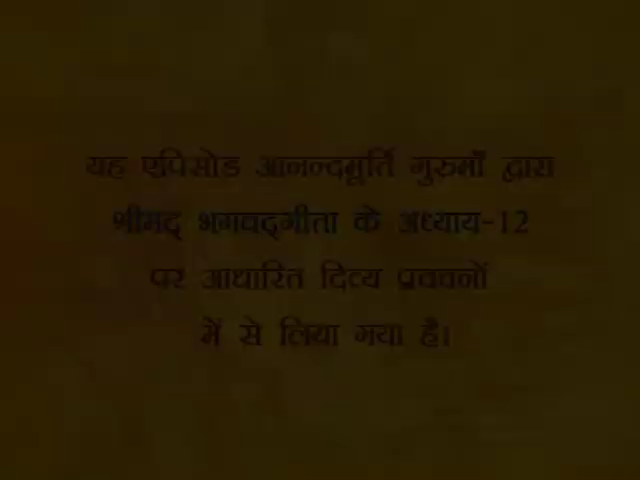 यह एपिसोड आनन्दमूर्ति गुरुमाँ द्वारा
श्रीमद् भगवद्गीता के अध्याय-12
पर आधारित दिव्य प्रवचनों
में से लिया गया है।